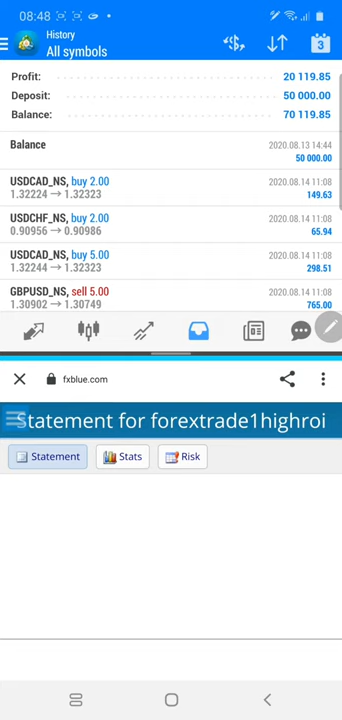 08:48
History
All symbols
3
Profit: 20 119.85
Deposit: 50 000.00
Balance: 70 119.85
Balance 2020.08.13 14:44
50 000.00
USDCAD_NS, buy 2.00 2020.08.14 11:08
1.32224 → 1.32323 149.63
USDCHF_NS, buy 2.00 2020.08.14 11:08
0.90956 → 0.90986 65.94
USDCAD_NS, buy 5.00 2020.08.14 11:08
1.32244 → 1.32323 298.51
GBPUSD_NS, sell 5.00 2020.08.14 11:08
1.30902 → 1.30749 765.00
fxblue.com
Statement for forextrade1highroi
Statement Stats Risk